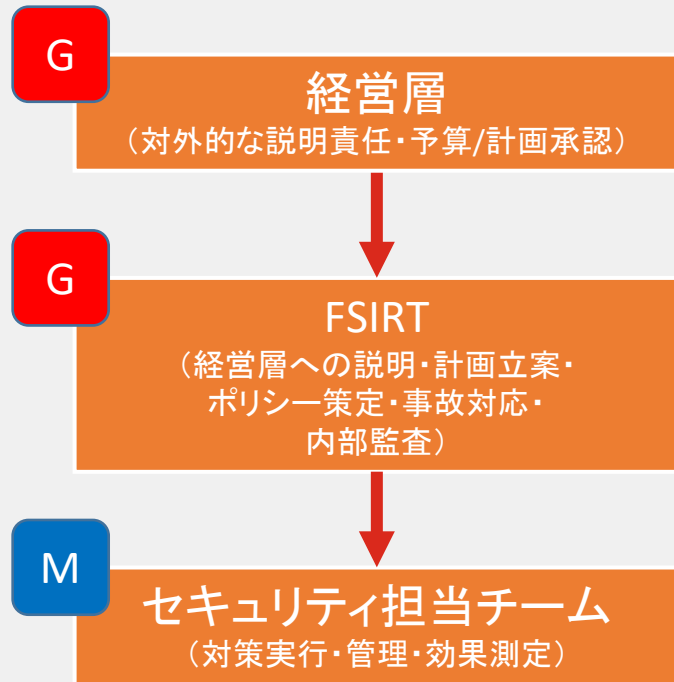 G
経営層
（対外的な説明責任・予算/計画承認）
G
FSIRT
（経営層への説明・計画立案・
ポリシー策定・事故対応・
内部監査）
M
セキュリティ担当チーム
（対策実行・管理・効果測定）